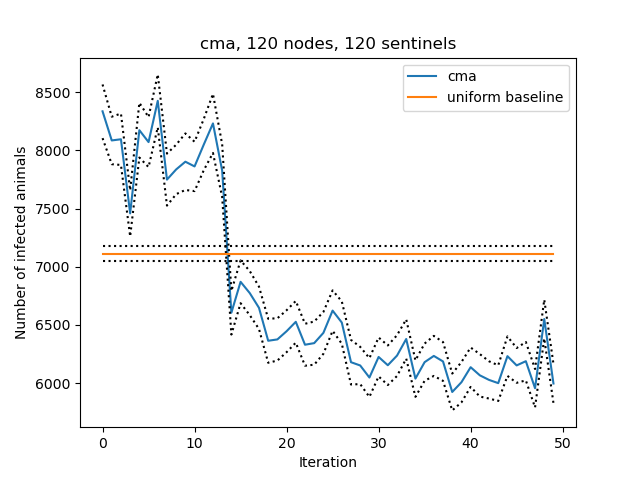 cma, 120 nodes, 120 sentinels
cma
uniform baseline
Number of infected animals
8500
8000
7500
7000
6500
6000
0 10 20 30 40 50
Iteration